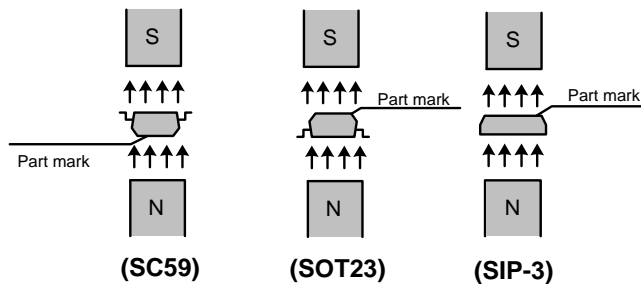 S S S
Part mark Part mark
Part mark
N N N
(SC59) (SOT23) (SIP-3)